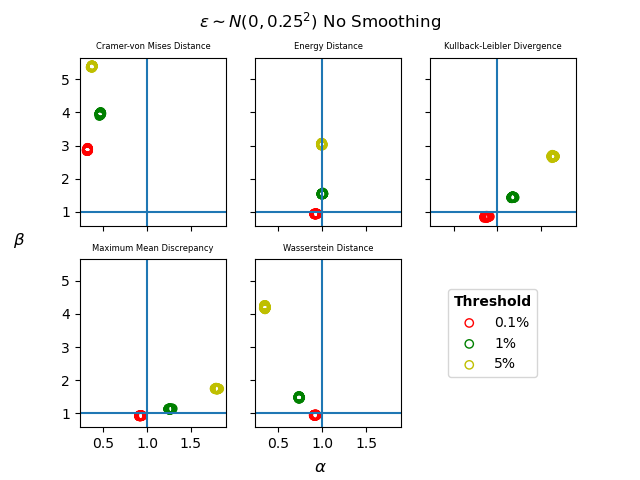 ε ~ N(0, 0.25²) No Smoothing
Cramer-von Mises Distance
Energy Distance
Kullback-Leibler Divergence
5
4
3
2
1
β
Maximum Mean Discrepancy
Wasserstein Distance
5
4
3
2
1
0.5 1.0 1.5
0.5 1.0 1.5
α
Threshold
0.1%
1%
5%